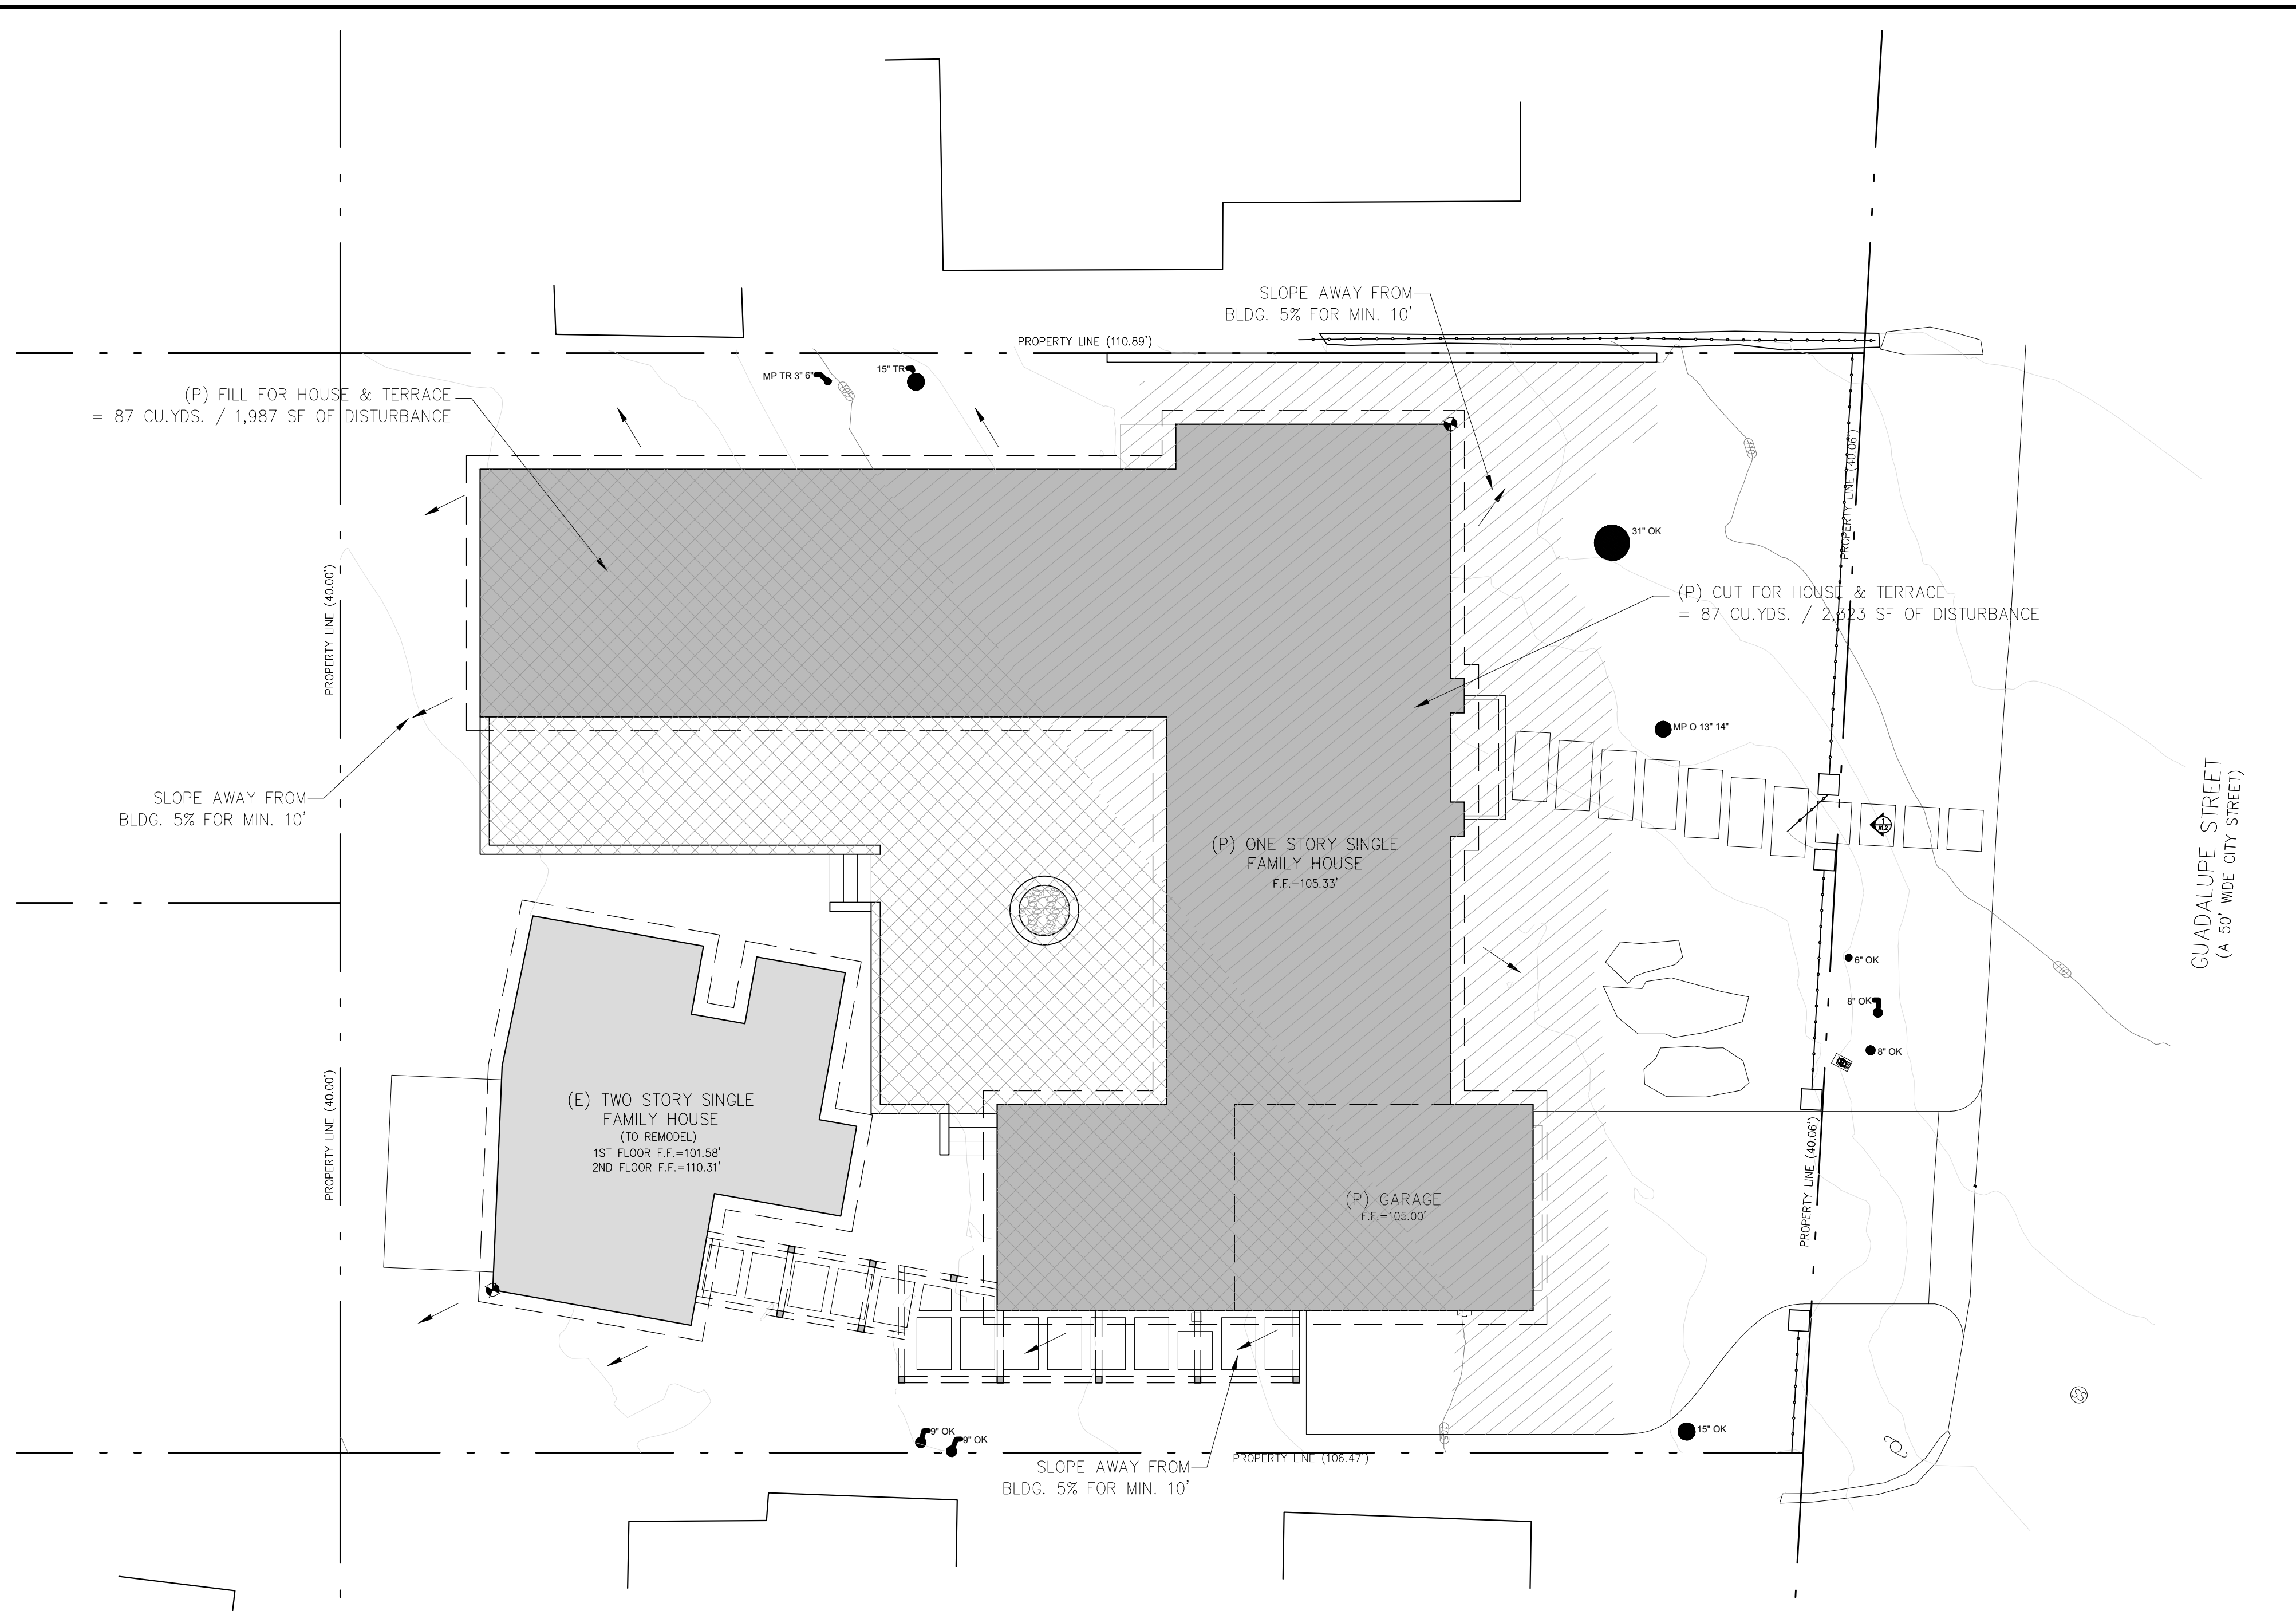 SLOPE AWAY FROM
BLDG. 5% FOR MIN. 10'
PROPERTY LINE (110.89')
MP TR 3" 6"
15" TR
(P) FILL FOR HOUSE & TERRACE
= 87 CU.YDS. / 1,987 SF OF DISTURBANCE
PROPERTY LINE (40.06')
31" OK
PROPERTY LINE (40.00')
(P) CUT FOR HOUSE & TERRACE
= 87 CU.YDS. / 2,323 SF OF DISTURBANCE
MP O 13" 14"
SLOPE AWAY FROM
BLDG. 5% FOR MIN. 10'
(P) ONE STORY SINGLE
FAMILY HOUSE
F.F.=105.33'
GUADALUPE STREET
(A 50' WIDE CITY STREET)
6" OK
8" OK
8" OK
(E) TWO STORY SINGLE
FAMILY HOUSE
(TO REMODEL)
1ST FLOOR F.F.=101.58'
2ND FLOOR F.F.=110.31'
PROPERTY LINE (40.00')
PROPERTY LINE (40.06')
(P) GARAGE
F.F.=105.00'
SS
9" OK
9" OK
15" OK
PROPERTY LINE (106.47')
SLOPE AWAY FROM
BLDG. 5% FOR MIN. 10'